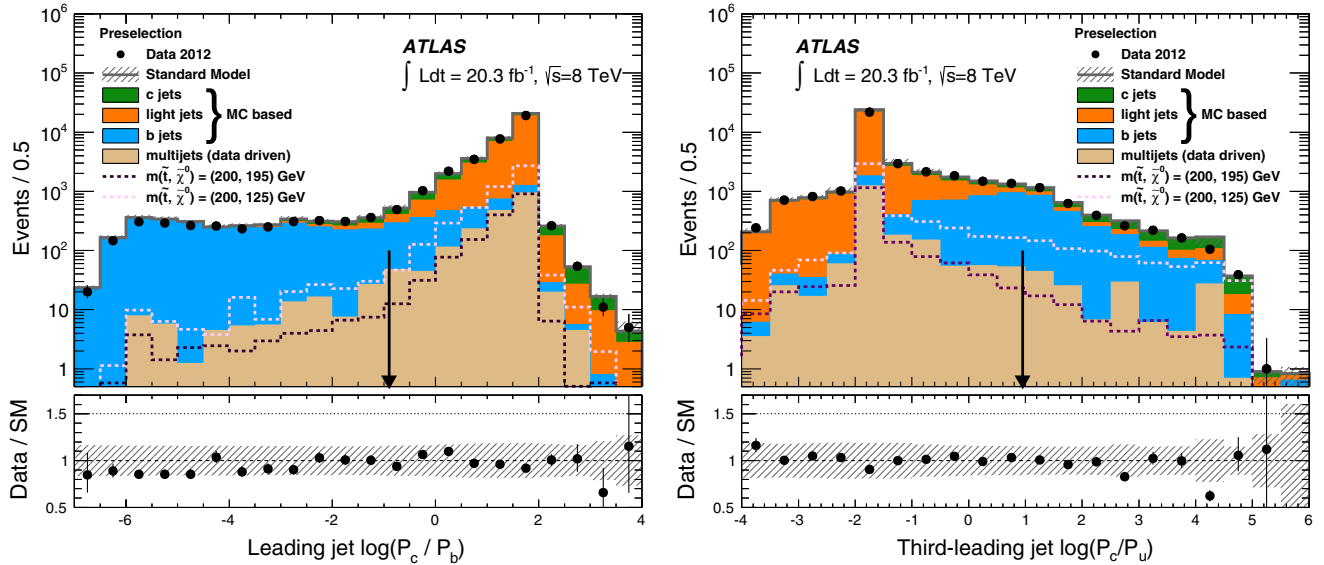 10^6
10^5
10^4
10^3
10^2
10
1
Events / 0.5
Preselection
Data 2012
Standard Model
c jets
light jets
b jets
} MC based
multijets (data driven)
m(t̃, χ̃⁰) = (200, 195) GeV
m(t̃, χ̃⁰) = (200, 125) GeV
ATLAS
∫ Ldt = 20.3 fb⁻¹, √s=8 TeV
Data / SM
1.5
1
0.5
-6 -4 -2 0 2 4
Leading jet log(P_c / P_b)
10^6
10^5
10^4
10^3
10^2
10
1
Events / 0.5
ATLAS
∫ Ldt = 20.3 fb⁻¹, √s=8 TeV
Preselection
Data 2012
Standard Model
c jets
light jets
b jets
} MC based
multijets (data driven)
m(t̃, χ̃⁰) = (200, 195) GeV
m(t̃, χ̃⁰) = (200, 125) GeV
Data / SM
1.5
1
0.5
-4 -3 -2 -1 0 1 2 3 4 5 6
Third-leading jet log(P_c/P_u)